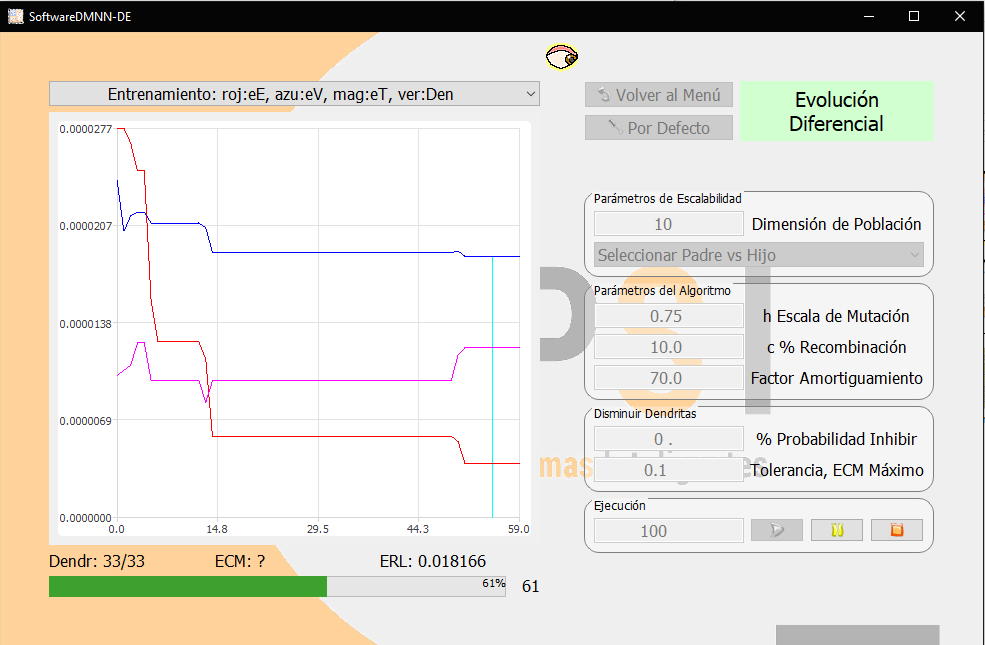 SoftwareDMNN-DE
Entrenamiento: roj:eE, azu:eV, mag:eT, ver:Den
Volver al Menú
Por Defecto
Evolución
Diferencial
0.0000277
0.0000207
0.0000138
0.0000069
0.0000000
0.0
14.8
29.5
44.3
59.0
Dendr: 33/33
ECM: ?
ERL: 0.018166
61%
61
Parámetros de Escalabilidad
10
Dimensión de Población
Seleccionar Padre vs Hijo
Parámetros del Algoritmo
0.75
h Escala de Mutación
10.0
c % Recombinación
70.0
Factor Amortiguamiento
Disminuir Dendritas
0 .
% Probabilidad Inhibir
0.1
Tolerancia, ECM Máximo
Ejecución
100